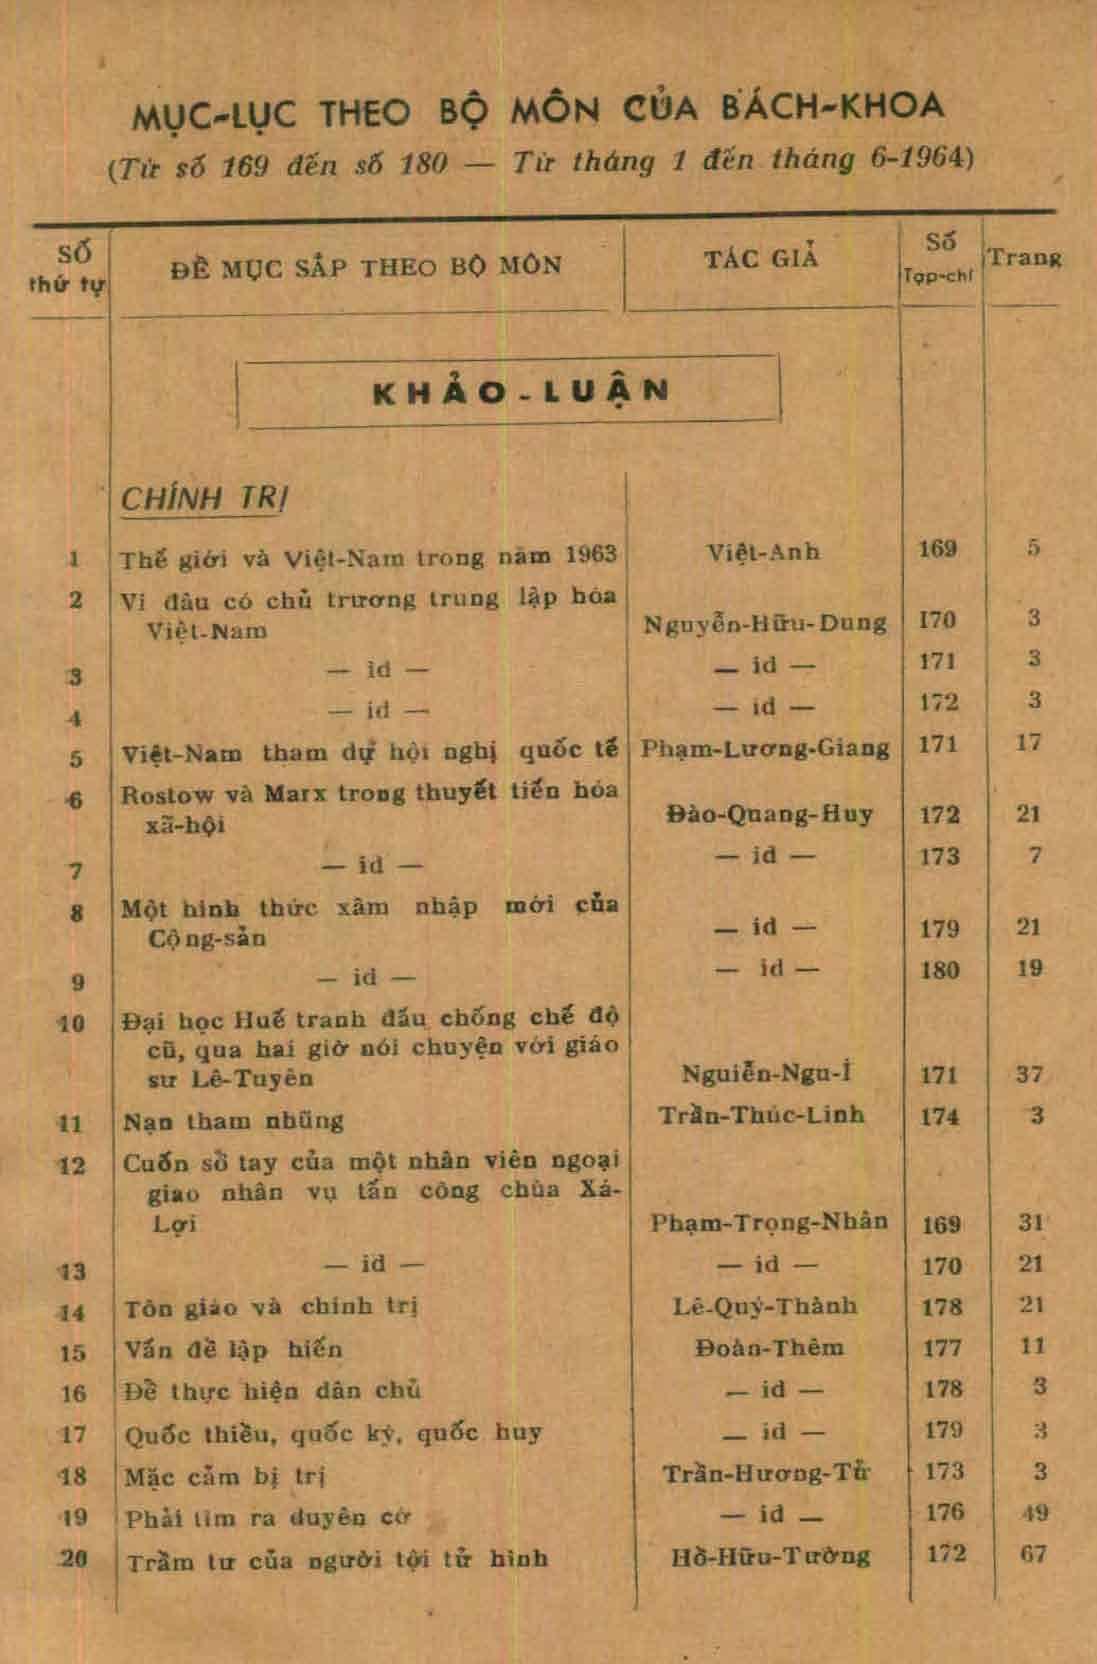 MỤC-LỤC THEO BỘ MÔN CỦA BÁCH-KHOA
(Từ số 169 đến số 180 — Từ tháng 1 đến tháng 6-1964)
SỐ thứ tự ĐỀ MỤC SẮP THEO BỘ MÔN TÁC GIẢ Số Tạp-chí Trang
KHẢO-LUẬN
CHÍNH TRỊ
1 Thế giới và Việt-Nam trong năm 1963 Việt-Anh 169 5
2 Vì đâu có chủ trương trung lập hóa
Việt-Nam Nguyễn-Hữu-Dung 170 3
3 — id — — id — 171 3
4 — id — — id — 172 3
5 Việt-Nam tham dự hội nghị quốc tế Phạm-Lương-Giang 171 17
6 Rostow và Marx trong thuyết tiến hóa
xã-hội Đào-Quang-Huy 172 21
7 — id — — id — 173 7
8 Một hình thức xâm nhập mới của
Cộng-sản — id — 179 21
9 — id — — id — 180 19
10 Đại học Huế tranh đấu chống chế độ
cũ, qua hai giờ nói chuyện với giáo
sư Lê-Tuyên Nguiễn-Ngu-Í 171 37
11 Nạn tham nhũng Trần-Thúc-Linh 174 3
12 Cuốn sổ tay của một nhân viên ngoại
giao nhân vụ tấn công chùa Xá-
Lợi Phạm-Trọng-Nhân 169 31
13 — id — — id — 170 21
14 Tôn giáo và chính trị Lê-Quý-Thành 178 21
15 Vấn đề lập hiến Đoàn-Thêm 177 11
16 Để thực hiện dân chủ — id — 178 3
17 Quốc thiều, quốc kỳ, quốc huy — id — 179 3
18 Mặc cảm bị trị Trần-Hương-Tử 173 3
19 Phải tìm ra duyên cớ — id — 176 49
20 Trầm tư của người tội tử hình Hồ-Hữu-Tường 172 67